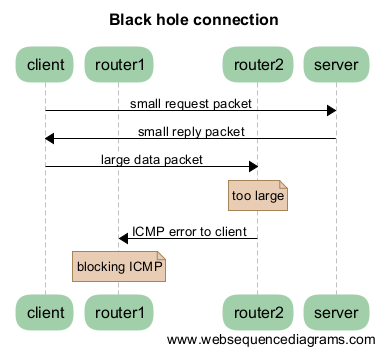 Black hole connection
client router1 router2 server
small request packet
small reply packet
large data packet
too large
ICMP error to client
blocking ICMP
client router1 router2 server
www.websequencediagrams.com